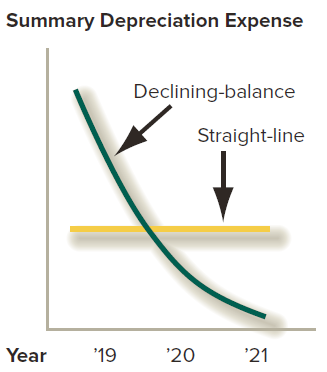 Summary Depreciation Expense
Declining-balance
Straight-line
Year ’19 ’20 ’21